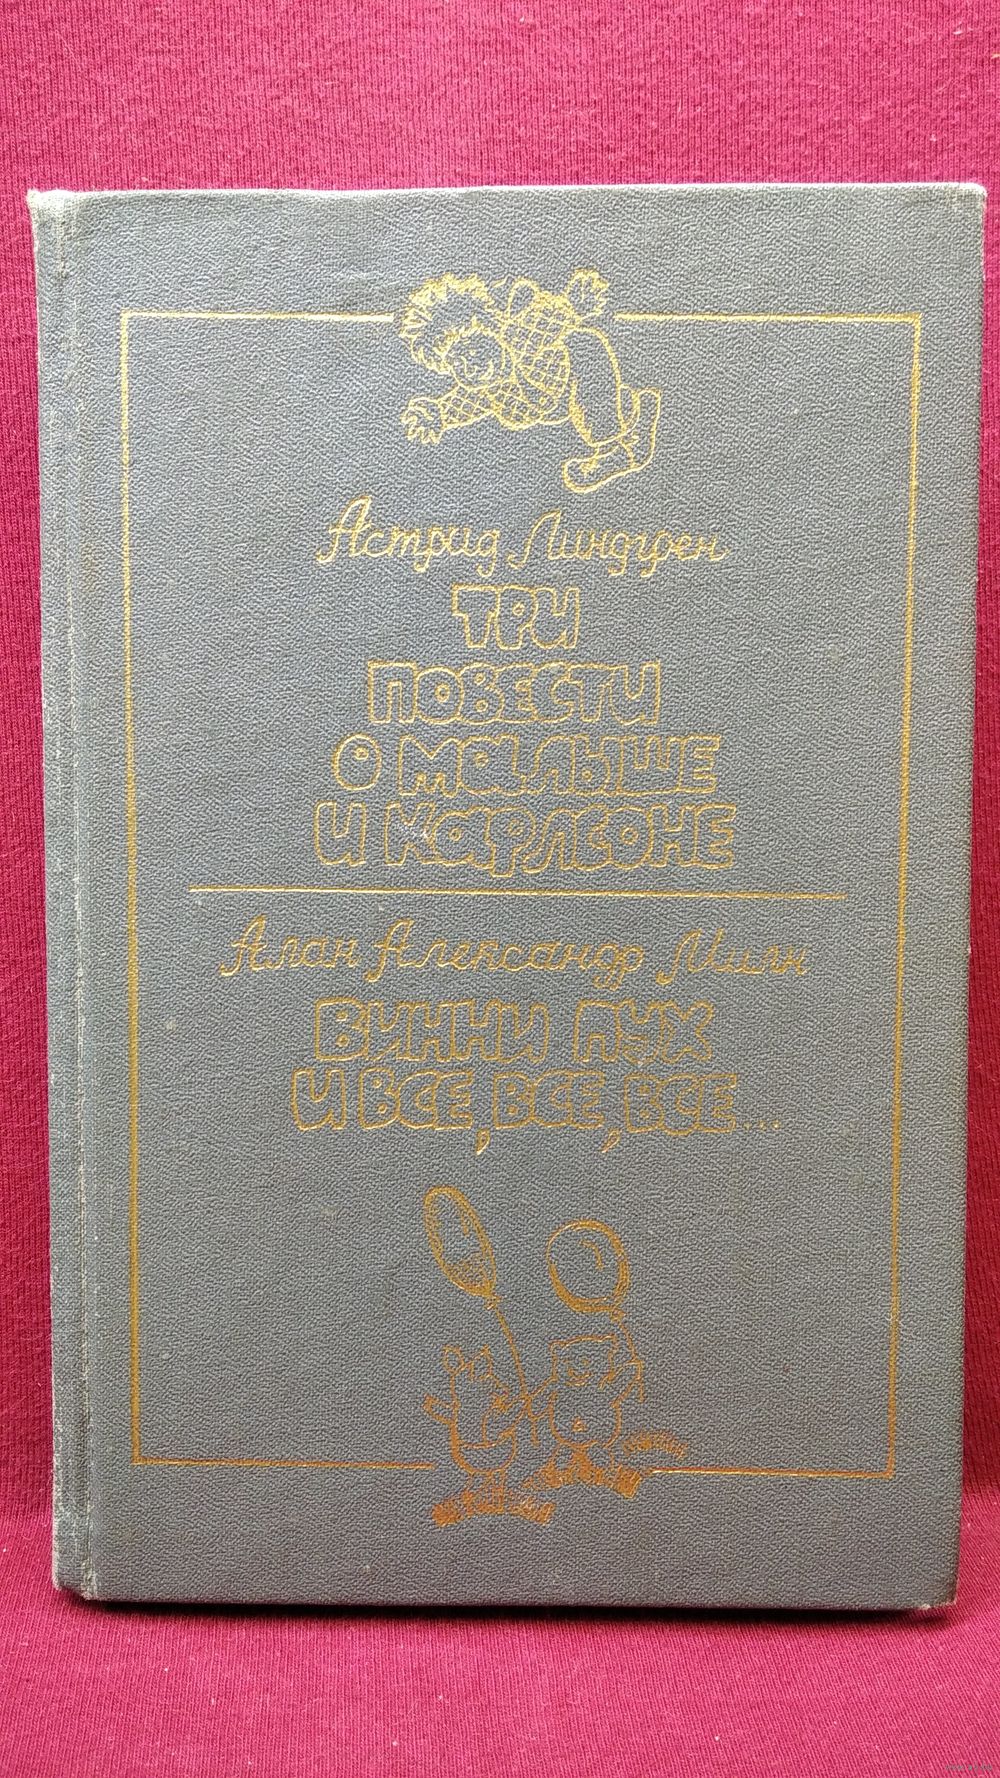 Астрид Линдгрен
ТРИ
ПОВЕСТИ
О МАЛЫШЕ
И КАРЛСОНЕ
Алан Александр Милн
ВИННИ ПУХ
И ВСЕ, ВСЕ, ВСЕ...